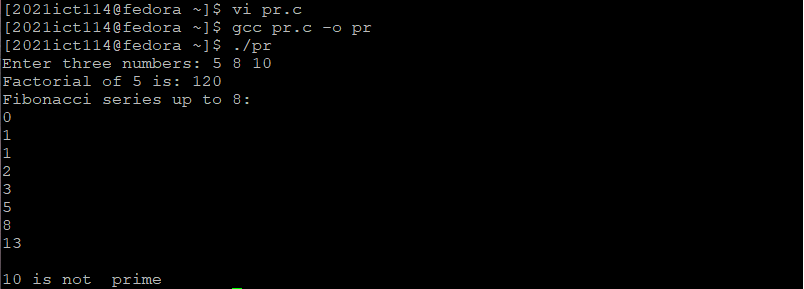 [2021ict114@fedora ~]$ vi pr.c
[2021ict114@fedora ~]$ gcc pr.c -o pr
[2021ict114@fedora ~]$ ./pr
Enter three numbers: 5 8 10
Factorial of 5 is: 120
Fibonacci series up to 8:
0
1
1
2
3
5
8
13
10 is not  prime